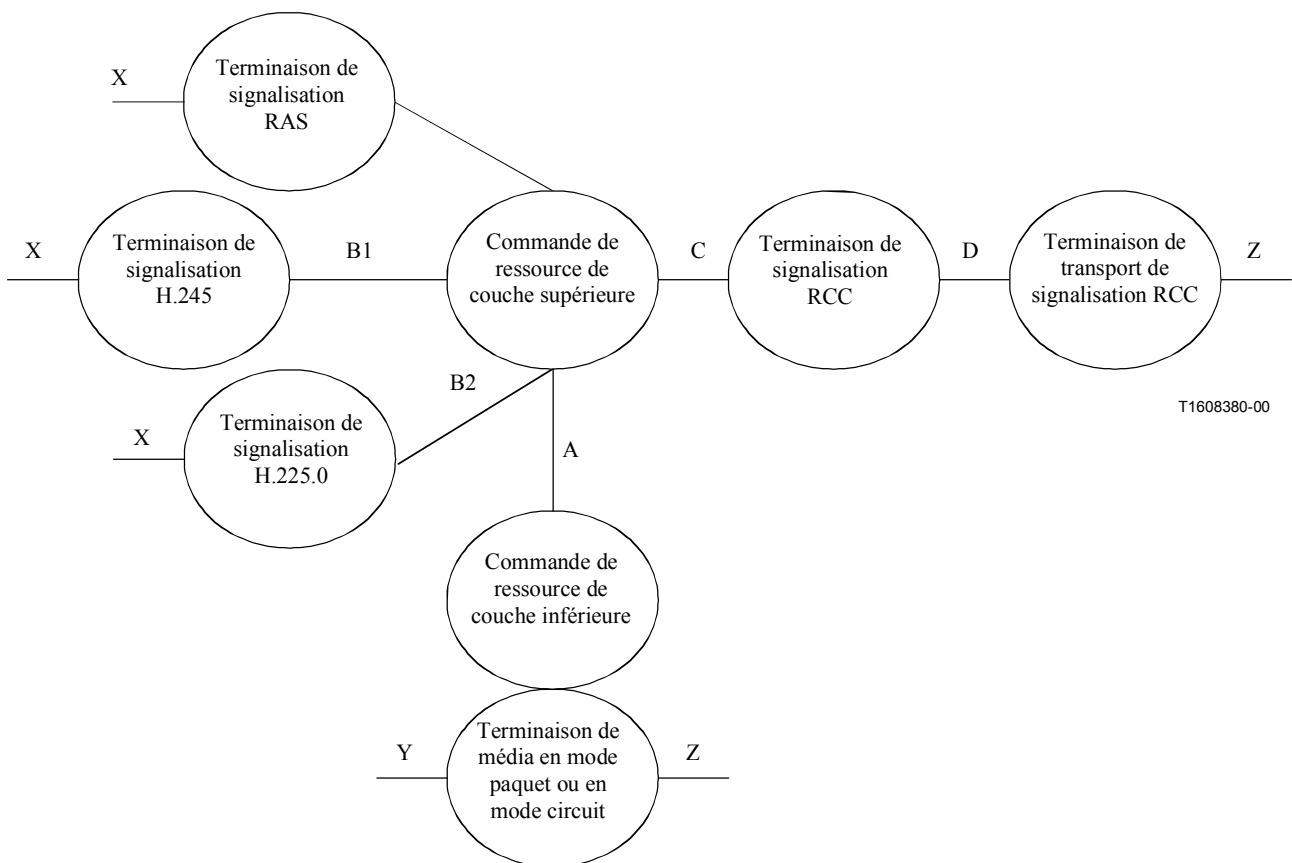 X
Terminaison de
signalisation
RAS
X
Terminaison de
signalisation
H.245
B1
Commande de
ressource de
couche supérieure
C
Terminaison de
signalisation
RCC
D
Terminaison de
transport de
signalisation RCC
Z
B2
X
Terminaison de
signalisation
H.225.0
A
T1608380-00
Commande de
ressource de
couche inférieure
Y
Terminaison de
média en mode
paquet ou en
mode circuit
Z